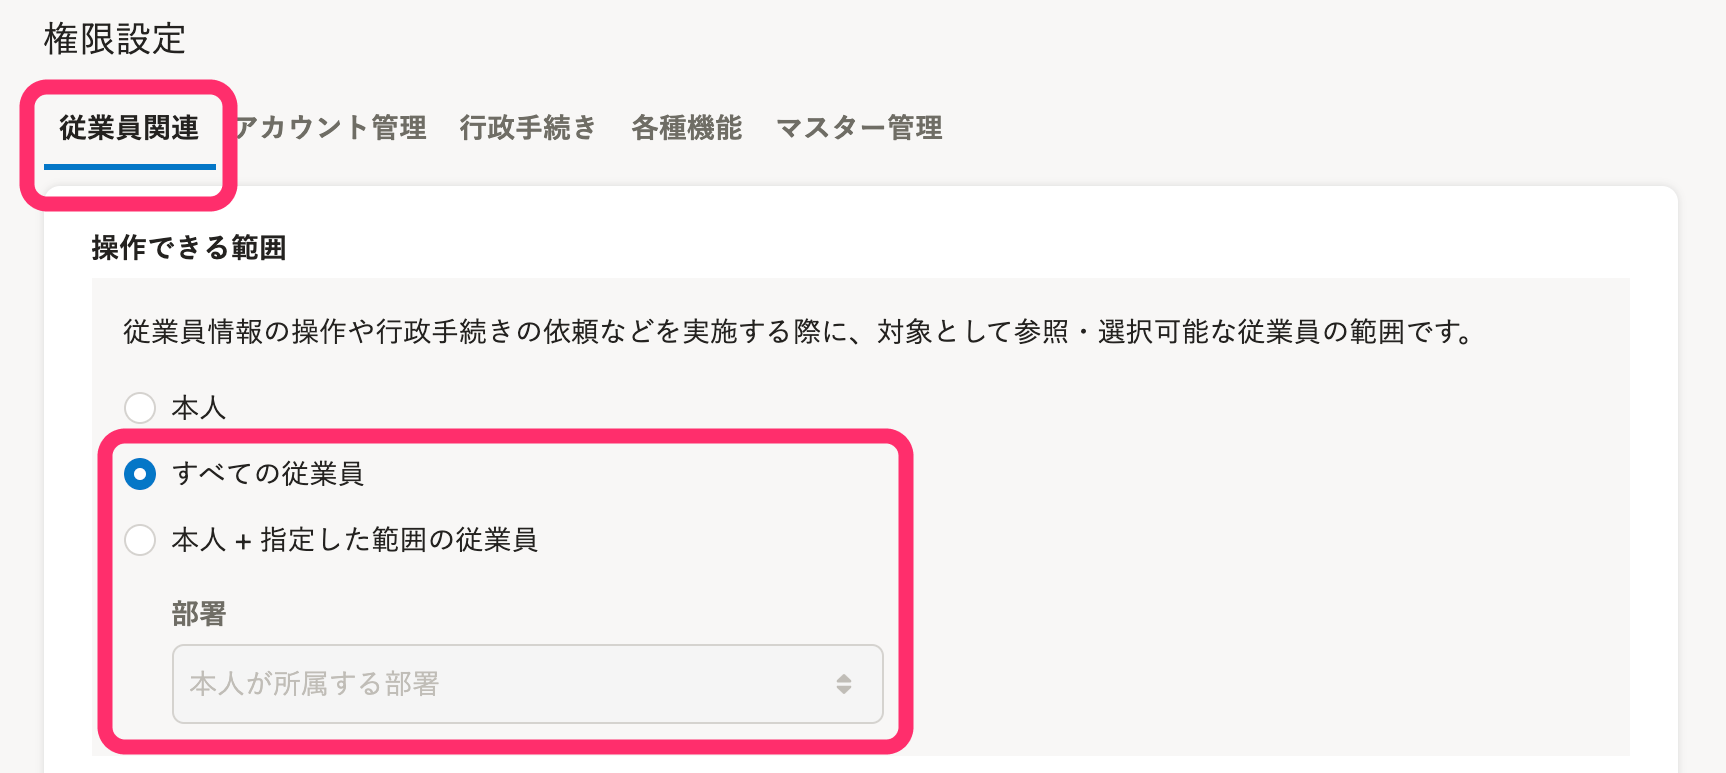 権限設定
従業員関連 アカウント管理 行政手続き 各種機能 マスター管理
操作できる範囲
従業員情報の操作や行政手続きの依頼などを実施する際に、対象として参照・選択可能な従業員の範囲です。
本人
すべての従業員
本人 + 指定した範囲の従業員
部署
本人が所属する部署